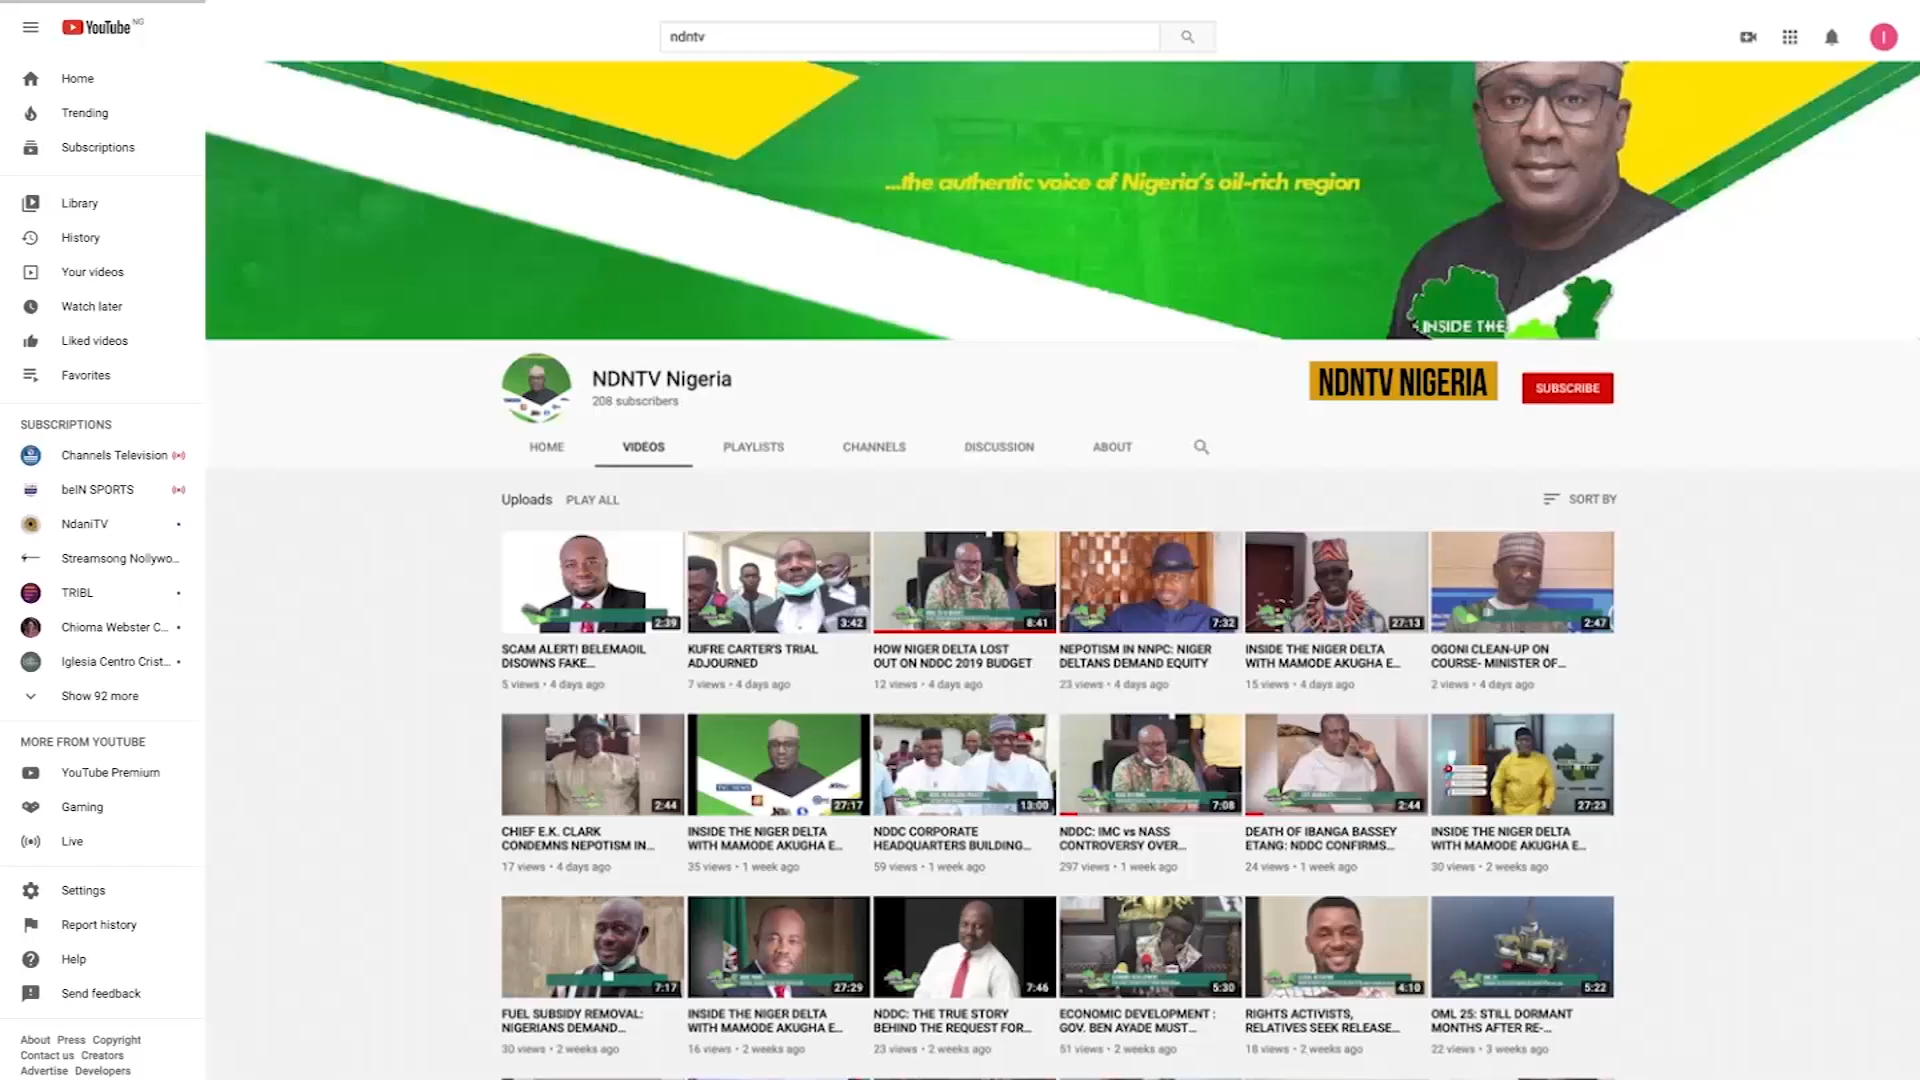 YouTube NG
ndntv
Home
Trending
Subscriptions
Library
History
Your videos
Watch later
Liked videos
Favorites
SUBSCRIPTIONS
Channels Television
beIN SPORTS
NdaniTV
Streamsong Nollywo...
TRIBL
Chioma Webster C...
Iglesia Centro Crist...
Show 92 more
MORE FROM YOUTUBE
YouTube Premium
Gaming
Live
Settings
Report history
Help
Send feedback
About Press Copyright
Contact us Creators
Advertise Developers
...the authentic voice of Nigeria's oil-rich region
INSIDE THE
NDNTV Nigeria
208 subscribers
NDNTV NIGERIA
SUBSCRIBE
HOME VIDEOS PLAYLISTS CHANNELS DISCUSSION ABOUT
Uploads PLAY ALL
SORT BY
2:39
SCAM ALERT! BELEMAOIL
DISOWNS FAKE...
5 views • 4 days ago
3:42
KUFRE CARTER'S TRIAL
ADJOURNED
7 views • 4 days ago
8:41
HOW NIGER DELTA LOST
OUT ON NDDC 2019 BUDGET
12 views • 4 days ago
7:32
NEPOTISM IN NNPC: NIGER
DELTANS DEMAND EQUITY
23 views • 4 days ago
27:13
INSIDE THE NIGER DELTA
WITH MAMODE AKUGHA E...
15 views • 4 days ago
2:47
OGONI CLEAN-UP ON
COURSE- MINISTER OF...
2 views • 4 days ago
2:44
CHIEF E.K. CLARK
CONDEMNS NEPOTISM IN...
17 views • 4 days ago
27:17
INSIDE THE NIGER DELTA
WITH MAMODE AKUGHA E...
35 views • 1 week ago
13:00
NDDC CORPORATE
HEADQUARTERS BUILDING...
59 views • 1 week ago
7:08
NDDC: IMC vs NASS
CONTROVERSY OVER...
297 views • 1 week ago
2:44
DEATH OF IBANGA BASSEY
ETANG: NDDC CONFIRMS...
24 views • 1 week ago
27:23
INSIDE THE NIGER DELTA
WITH MAMODE AKUGHA E...
30 views • 2 weeks ago
7:17
FUEL SUBSIDY REMOVAL:
NIGERIANS DEMAND...
30 views • 2 weeks ago
27:29
INSIDE THE NIGER DELTA
WITH MAMODE AKUGHA E...
16 views • 2 weeks ago
7:46
NDDC: THE TRUE STORY
BEHIND THE REQUEST FOR...
23 views • 2 weeks ago
5:30
ECONOMIC DEVELOPMENT :
GOV. BEN AYADE MUST...
51 views • 2 weeks ago
4:10
RIGHTS ACTIVISTS,
RELATIVES SEEK RELEASE...
18 views • 2 weeks ago
5:22
OML 25: STILL DORMANT
MONTHS AFTER RE-...
22 views • 3 weeks ago